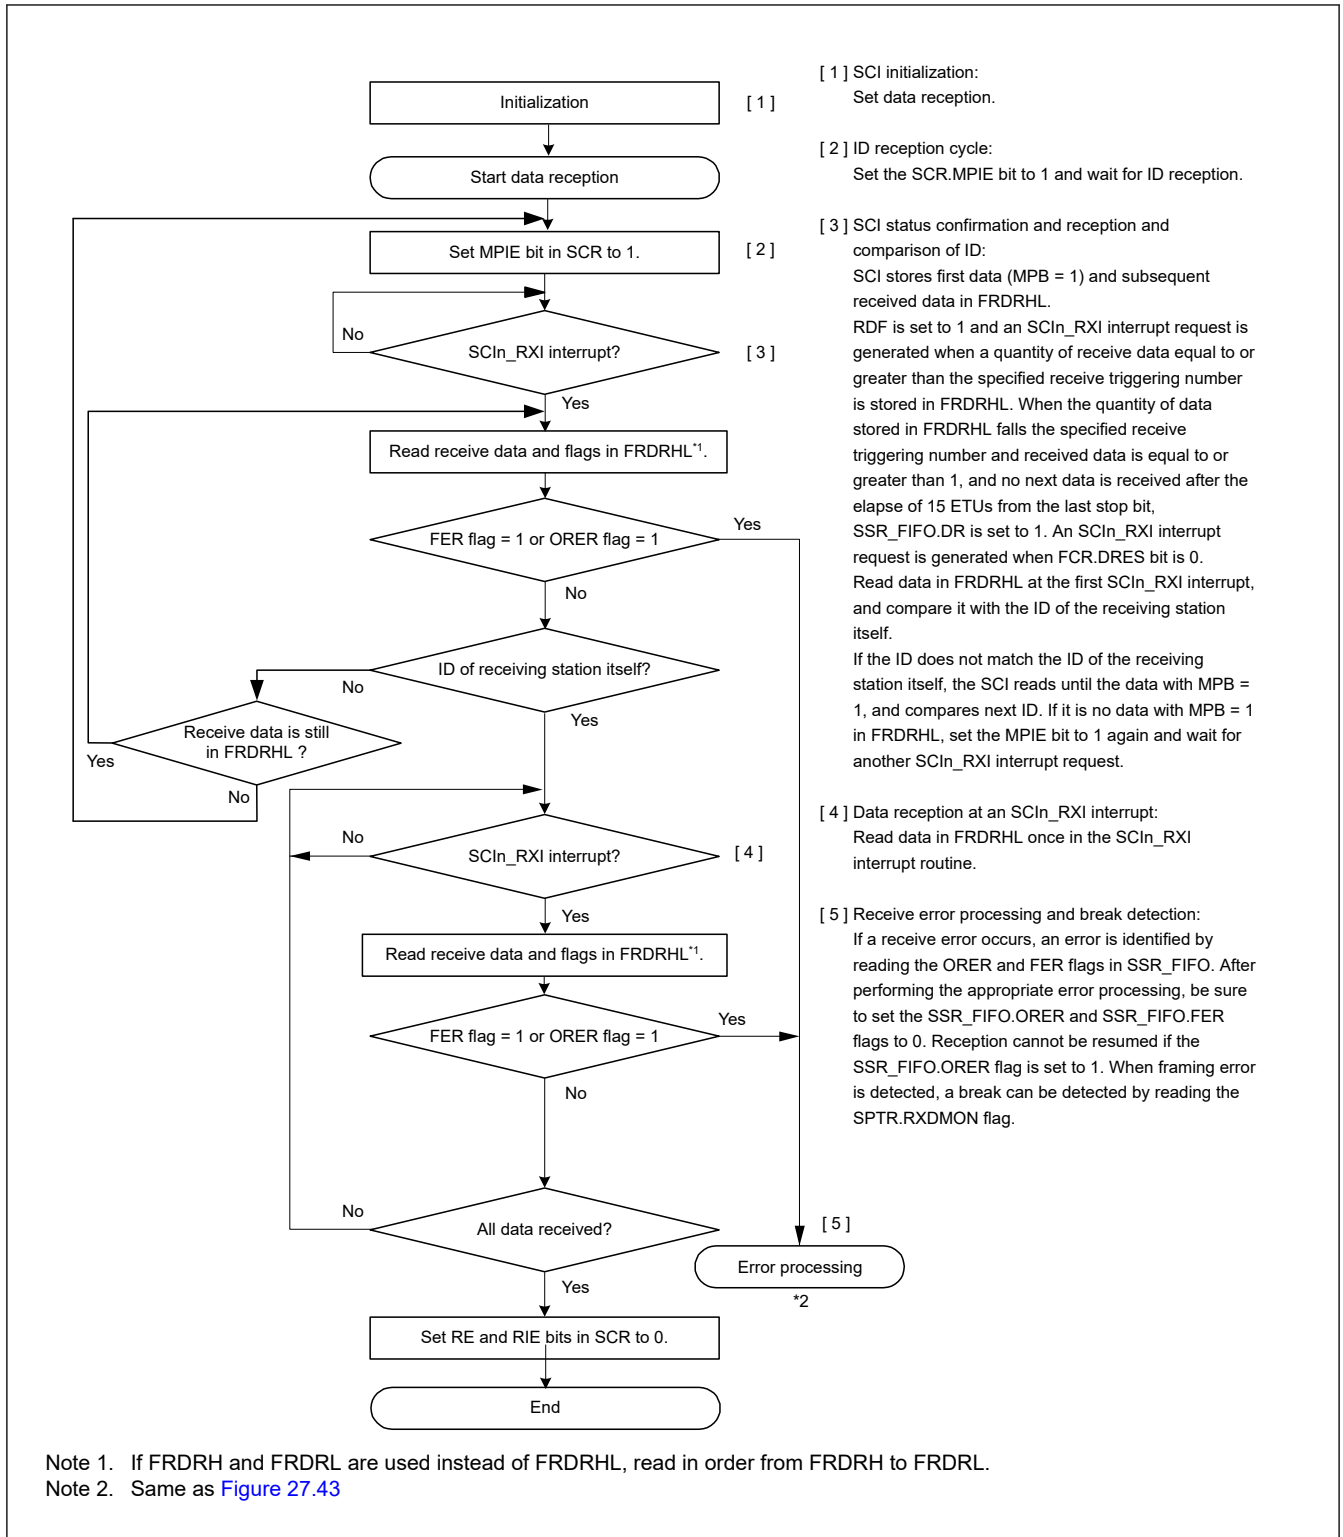 Initialization
[ 1 ]
Start data reception
Set MPIE bit in SCR to 1.
[ 2 ]
No
SCIn_RXI interrupt?
[ 3 ]
Yes
Read receive data and flags in FRDRHL*1.
FER flag = 1 or ORER flag = 1
Yes
No
ID of receiving station itself?
No
Yes
Receive data is still
in FRDRHL ?
Yes
No
No
SCIn_RXI interrupt?
[ 4 ]
Yes
Read receive data and flags in FRDRHL*1.
FER flag = 1 or ORER flag = 1
Yes
No
No
All data received?
Yes
[ 5 ]
Error processing
*2
Set RE and RIE bits in SCR to 0.
End
[ 1 ] SCI initialization:
Set data reception.
[ 2 ] ID reception cycle:
Set the SCR.MPIE bit to 1 and wait for ID reception.
[ 3 ] SCI status confirmation and reception and
comparison of ID:
SCI stores first data (MPB = 1) and subsequent
received data in FRDRHL.
RDF is set to 1 and an SCIn_RXI interrupt request is
generated when a quantity of receive data equal to or
greater than the specified receive triggering number
is stored in FRDRHL. When the quantity of data
stored in FRDRHL falls the specified receive
triggering number and received data is equal to or
greater than 1, and no next data is received after the
elapse of 15 ETUs from the last stop bit,
SSR_FIFO.DR is set to 1. An SCIn_RXI interrupt
request is generated when FCR.DRES bit is 0.
Read data in FRDRHL at the first SCIn_RXI interrupt,
and compare it with the ID of the receiving station
itself.
If the ID does not match the ID of the receiving
station itself, the SCI reads until the data with MPB =
1, and compares next ID. If it is no data with MPB = 1
in FRDRHL, set the MPIE bit to 1 again and wait for
another SCIn_RXI interrupt request.
[ 4 ] Data reception at an SCIn_RXI interrupt:
Read data in FRDRHL once in the SCIn_RXI
interrupt routine.
[ 5 ] Receive error processing and break detection:
If a receive error occurs, an error is identified by
reading the ORER and FER flags in SSR_FIFO. After
performing the appropriate error processing, be sure
to set the SSR_FIFO.ORER and SSR_FIFO.FER
flags to 0. Reception cannot be resumed if the
SSR_FIFO.ORER flag is set to 1. When framing error
is detected, a break can be detected by reading the
SPTR.RXDMON flag.
Note 1. If FRDRH and FRDRL are used instead of FRDRHL, read in order from FRDRH to FRDRL.
Note 2. Same as Figure 27.43